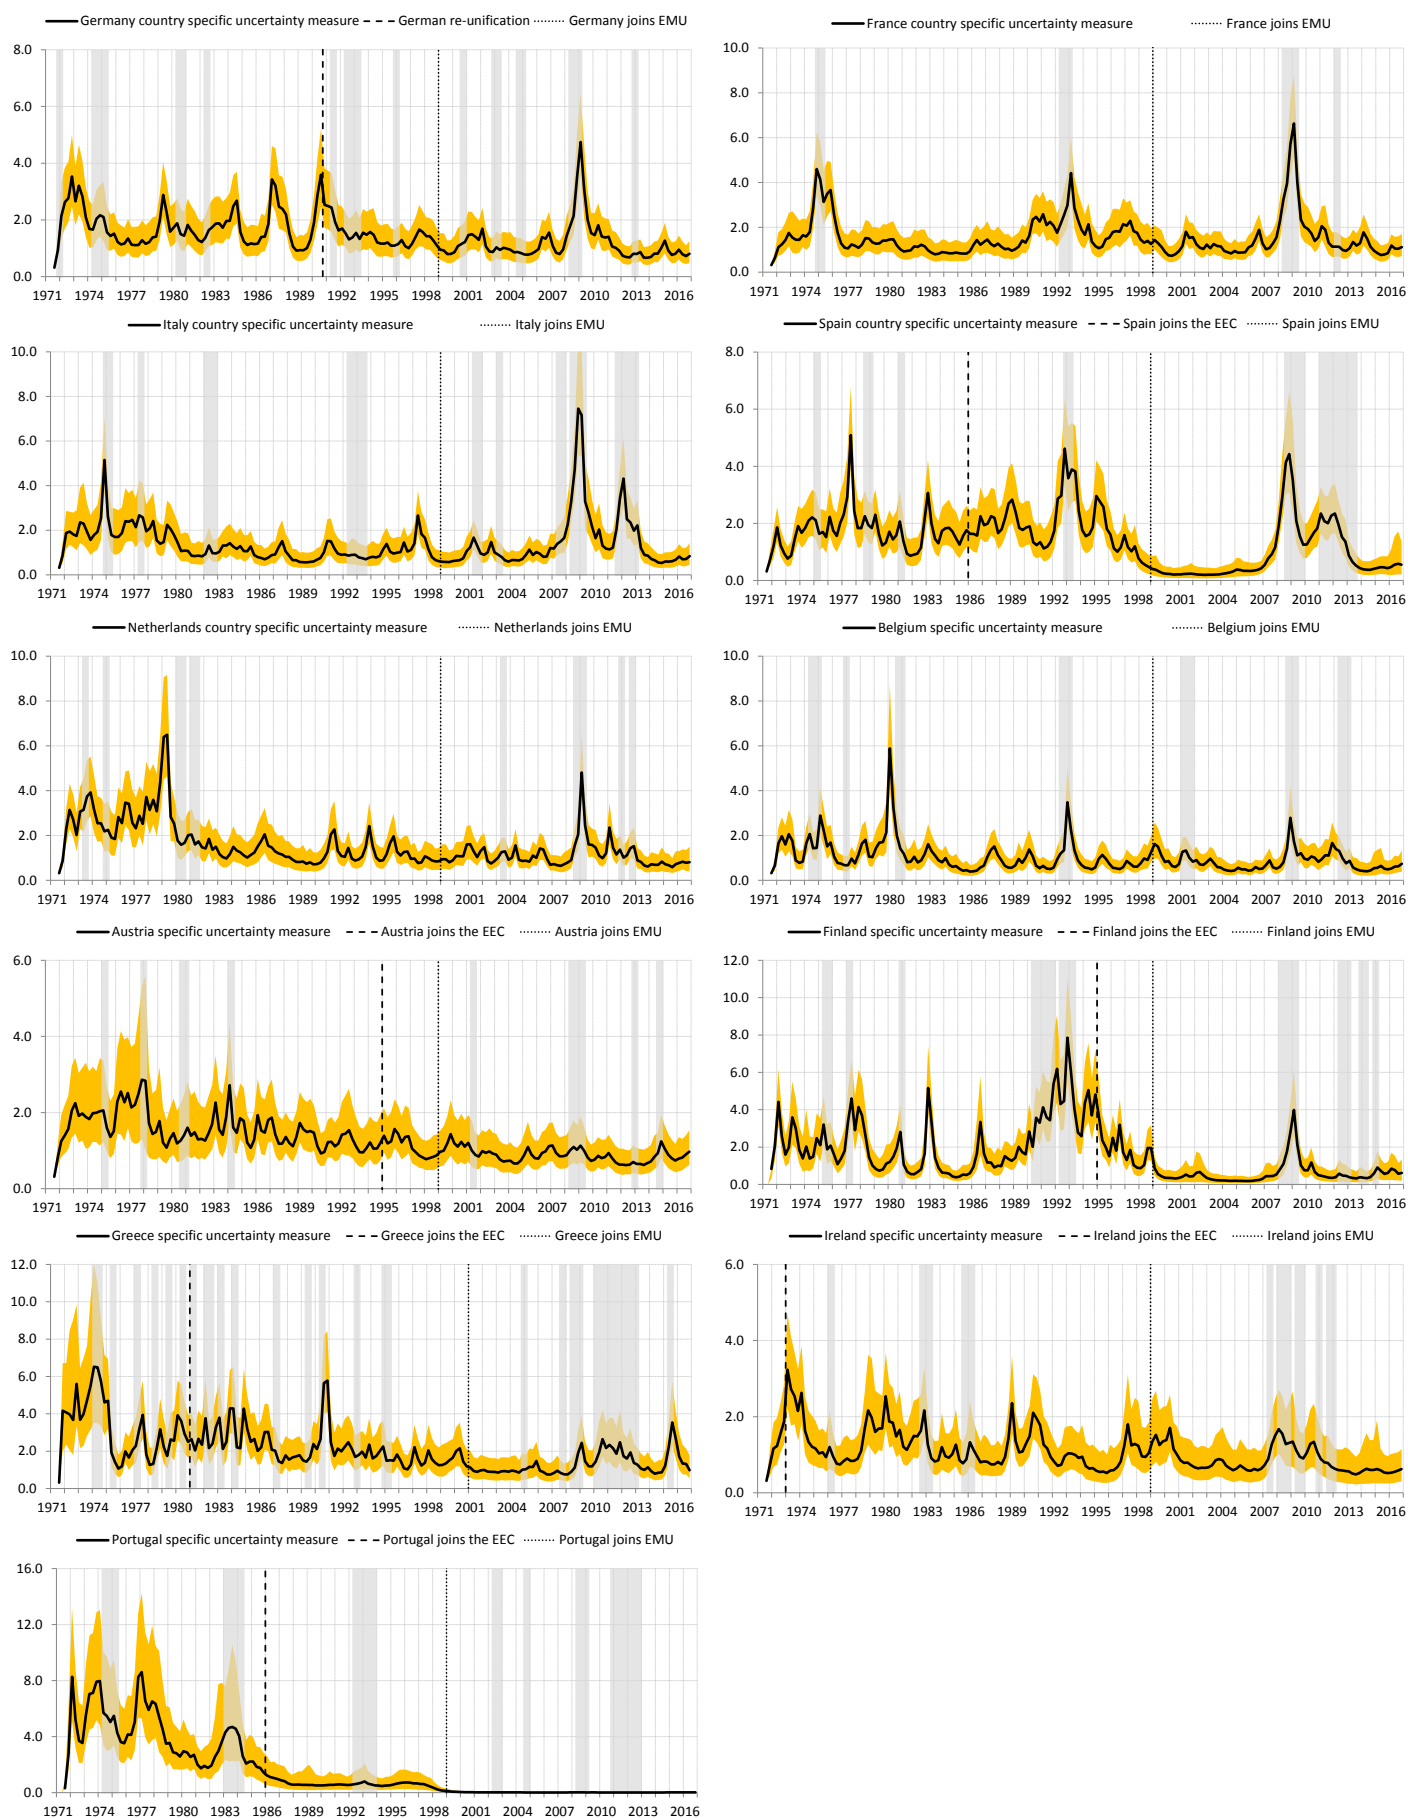 Germany country specific uncertainty measure German re-unification Germany joins EMU
8.0
6.0
4.0
2.0
0.0
1971 1974 1977 1980 1983 1986 1989 1992 1995 1998 2001 2004 2007 2010 2013 2016
France country specific uncertainty measure France joins EMU
10.0
8.0
6.0
4.0
2.0
0.0
1971 1974 1977 1980 1983 1986 1989 1992 1995 1998 2001 2004 2007 2010 2013 2016
Italy country specific uncertainty measure Italy joins EMU
10.0
8.0
6.0
4.0
2.0
0.0
1971 1974 1977 1980 1983 1986 1989 1992 1995 1998 2001 2004 2007 2010 2013 2016
Spain country specific uncertainty measure Spain joins the EEC Spain joins EMU
8.0
6.0
4.0
2.0
0.0
1971 1974 1977 1980 1983 1986 1989 1992 1995 1998 2001 2004 2007 2010 2013 2016
Netherlands country specific uncertainty measure Netherlands joins EMU
10.0
8.0
6.0
4.0
2.0
0.0
1971 1974 1977 1980 1983 1986 1989 1992 1995 1998 2001 2004 2007 2010 2013 2016
Belgium specific uncertainty measure Belgium joins EMU
10.0
8.0
6.0
4.0
2.0
0.0
1971 1974 1977 1980 1983 1986 1989 1992 1995 1998 2001 2004 2007 2010 2013 2016
Austria specific uncertainty measure Austria joins the EEC Austria joins EMU
6.0
4.0
2.0
0.0
1971 1974 1977 1980 1983 1986 1989 1992 1995 1998 2001 2004 2007 2010 2013 2016
Finland specific uncertainty measure Finland joins the EEC Finland joins EMU
12.0
10.0
8.0
6.0
4.0
2.0
0.0
1971 1974 1977 1980 1983 1986 1989 1992 1995 1998 2001 2004 2007 2010 2013 2016
Greece specific uncertainty measure Greece joins the EEC Greece joins EMU
12.0
10.0
8.0
6.0
4.0
2.0
0.0
1971 1974 1977 1980 1983 1986 1989 1992 1995 1998 2001 2004 2007 2010 2013 2016
Ireland specific uncertainty measure Ireland joins the EEC Ireland joins EMU
6.0
4.0
2.0
0.0
1971 1974 1977 1980 1983 1986 1989 1992 1995 1998 2001 2004 2007 2010 2013 2016
Portugal specific uncertainty measure Portugal joins the EEC Portugal joins EMU
16.0
12.0
8.0
4.0
0.0
1971 1974 1977 1980 1983 1986 1989 1992 1995 1998 2001 2004 2007 2010 2013 2016